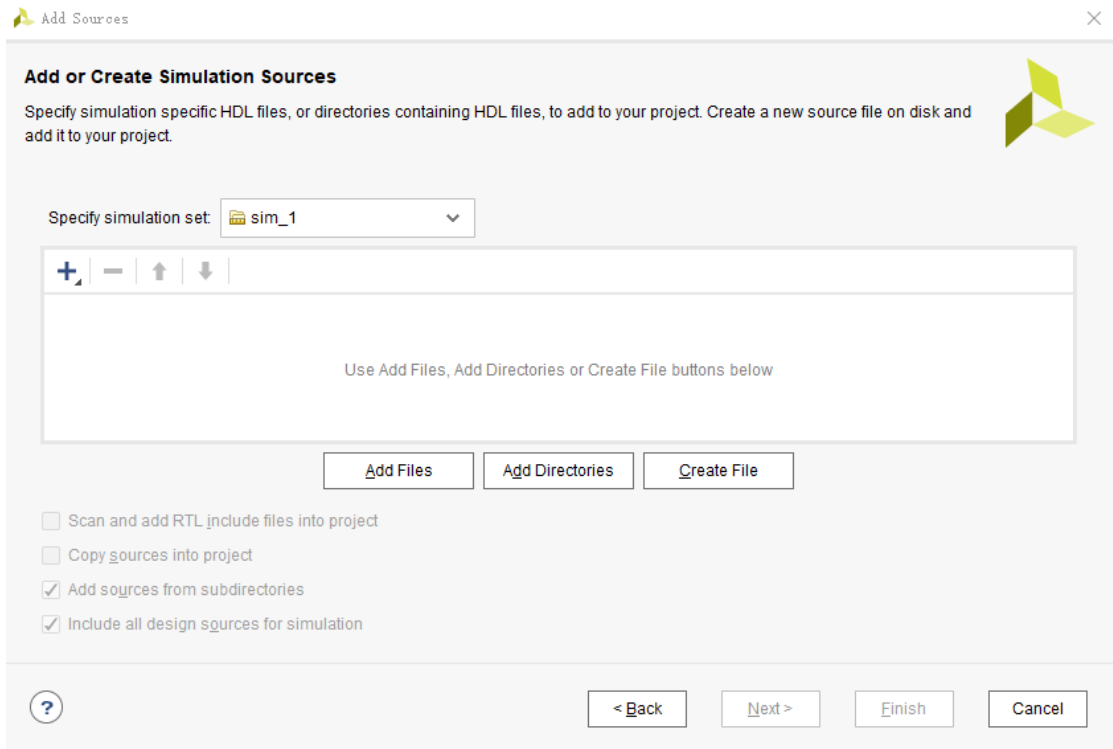 Add Sources
Add or Create Simulation Sources
Specify simulation specific HDL files, or directories containing HDL files, to add to your project. Create a new source file on disk and
add it to your project.
Specify simulation set: sim_1
Use Add Files, Add Directories or Create File buttons below
Add Files Add Directories Create File
Scan and add RTL include files into project
Copy sources into project
Add sources from subdirectories
Include all design sources for simulation
? < Back Next > Finish Cancel